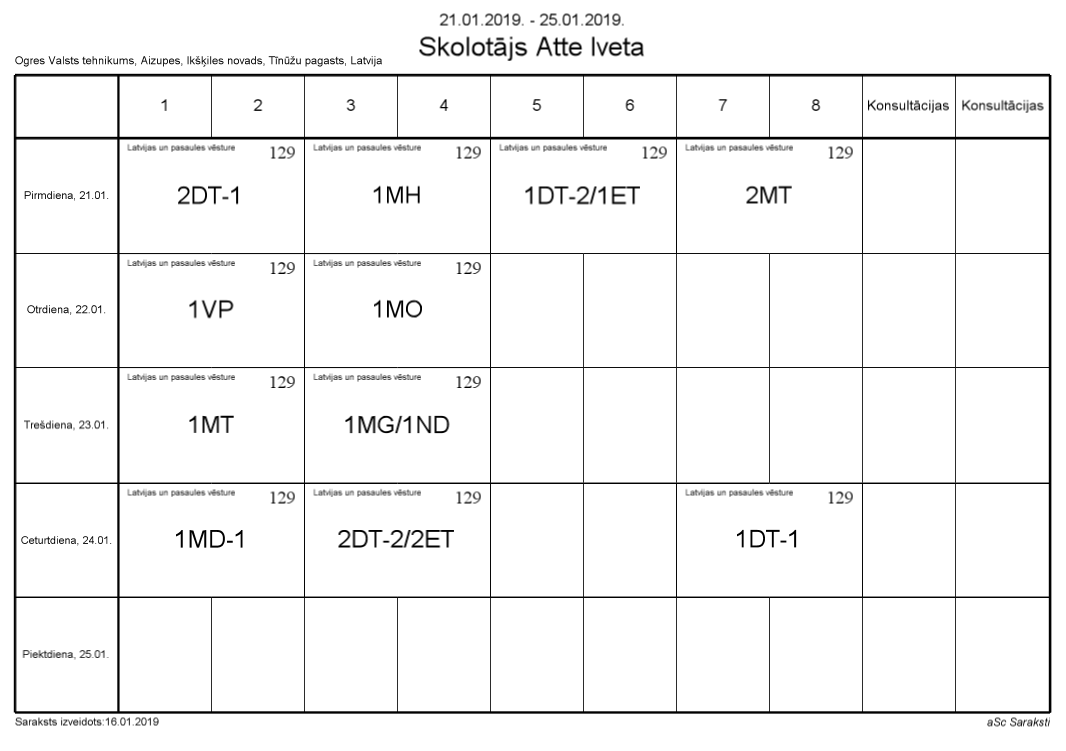 21.01.2019. - 25.01.2019.
Skolotājs Atte Iveta
Ogres Valsts tehnikums, Aizupes, Ikšķiles novads, Tīnūžu pagasts, Latvija
1 2 3 4 5 6 7 8 Konsultācijas Konsultācijas
Latvijas un pasaules vēsture 129 Latvijas un pasaules vēsture 129 Latvijas un pasaules vēsture 129 Latvijas un pasaules vēsture 129
Pirmdiena, 21.01. 2DT-1 1MH 1DT-2/1ET 2MT
Latvijas un pasaules vēsture 129 Latvijas un pasaules vēsture 129
Otrdiena, 22.01. 1VP 1MO
Latvijas un pasaules vēsture 129 Latvijas un pasaules vēsture 129
Trešdiena, 23.01. 1MT 1MG/1ND
Latvijas un pasaules vēsture 129 Latvijas un pasaules vēsture 129 Latvijas un pasaules vēsture 129
Ceturtdiena, 24.01. 1MD-1 2DT-2/2ET 1DT-1
Piektdiena, 25.01.
Saraksts izveidots:16.01.2019 aSc Saraksti